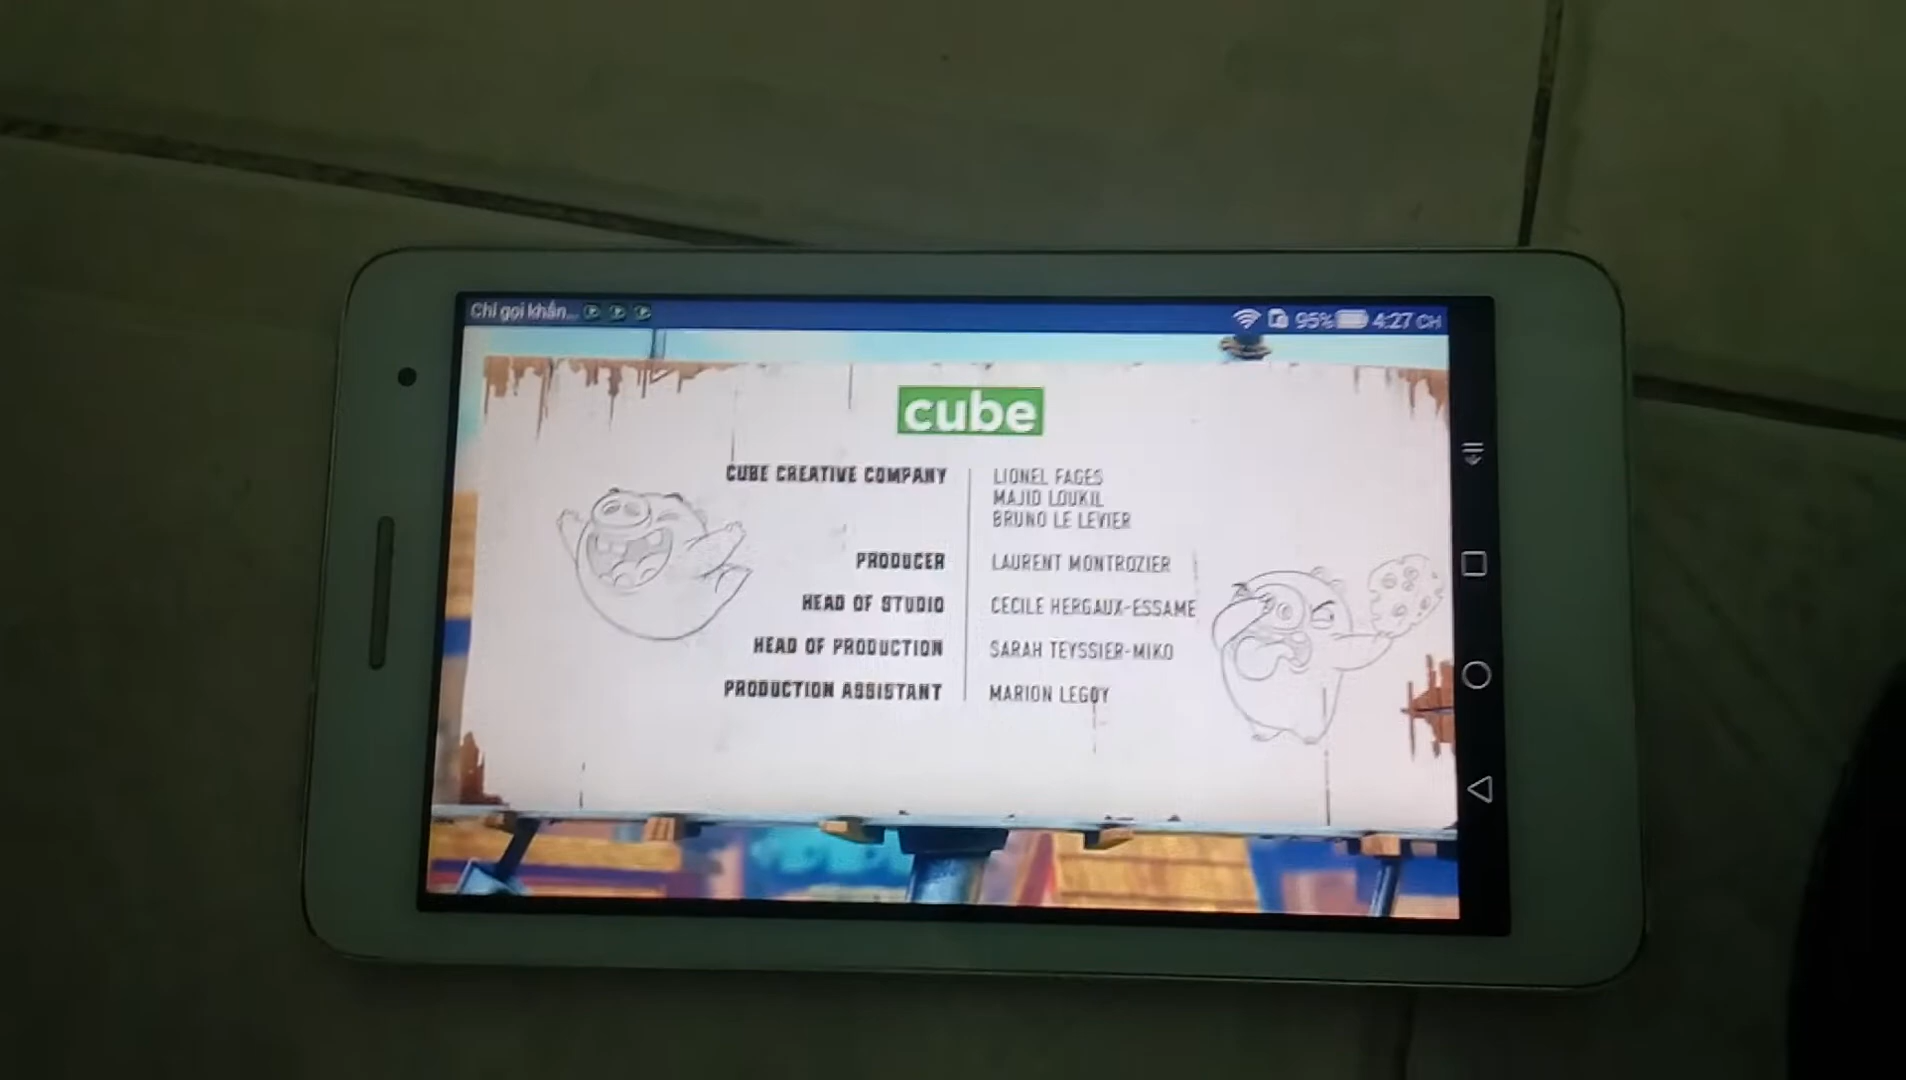 Chỉ gọi khẩn... 95% 4:27 CH
cube
CUBE CREATIVE COMPANY LIONEL FAGES
MAJID LOUKIL
BRUNO LE LEVIER
PRODUCER LAURENT MONTROZIER
HEAD OF STUDIO CECILE HERGAUX-ESSAME
HEAD OF PRODUCTION SARAH TEYSSIER-MIKO
PRODUCTION ASSISTANT MARION LEGOY